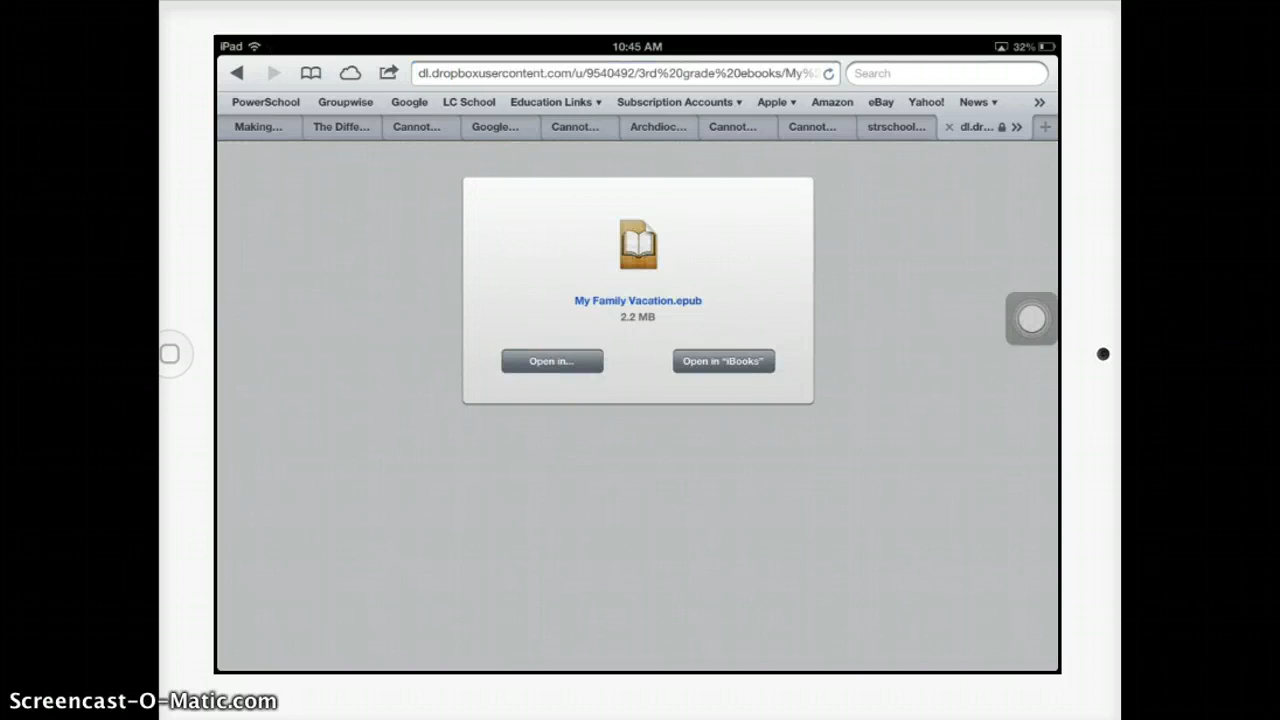 iPad 10:45 AM 32%
dl.dropboxusercontent.com/u/9540492/3rd%20grade%20ebooks/My% Search
PowerSchool Groupwise Google LC School Education Links Subscription Accounts Apple Amazon eBay Yahoo! News
Making... The Diffe... Cannot... Google... Cannot... Archdioc... Cannot... Cannot... strschool... dl.dr...
My Family Vacation.epub
2.2 MB
Open in... Open in "iBooks"
Screencast-O-Matic.com